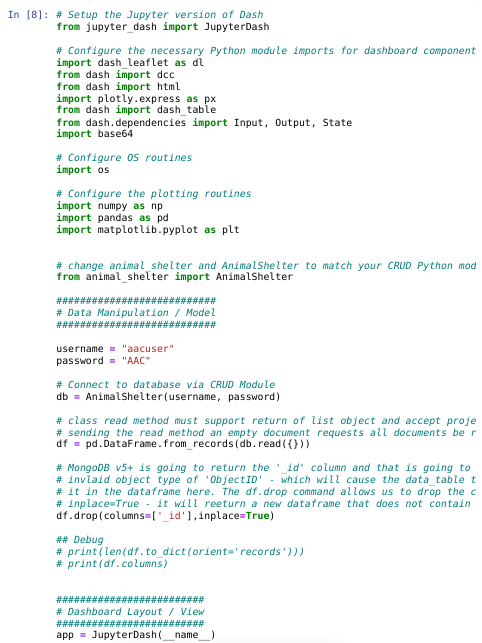 In [8]: # Setup the Jupyter version of Dash
from jupyter_dash import JupyterDash
# Configure the necessary Python module imports for dashboard component
import dash_leaflet as dl
from dash import dcc
from dash import html
import plotly.express as px
from dash import dash_table
from dash.dependencies import Input, Output, State
import base64
# Configure OS routines
import os
# Configure the plotting routines
import numpy as np
import pandas as pd
import matplotlib.pyplot as plt
# change animal_shelter and AnimalShelter to match your CRUD Python mod
from animal_shelter import AnimalShelter
###########################
# Data Manipulation / Model
###########################
username = "aacuser"
password = "AAC"
# Connect to database via CRUD Module
db = AnimalShelter(username, password)
# class read method must support return of list object and accept proje
# sending the read method an empty document requests all documents be r
df = pd.DataFrame.from_records(db.read({}))
# MongoDB v5+ is going to return the '_id' column and that is going to
# invlaid object type of 'ObjectID' - which will cause the data_table t
# it in the dataframe here. The df.drop command allows us to drop the c
# inplace=True - it will reeturn a new dataframe that does not contain
df.drop(columns=['_id'],inplace=True)
## Debug
# print(len(df.to_dict(orient='records')))
# print(df.columns)
#########################
# Dashboard Layout / View
#########################
app = JupyterDash(__name__)